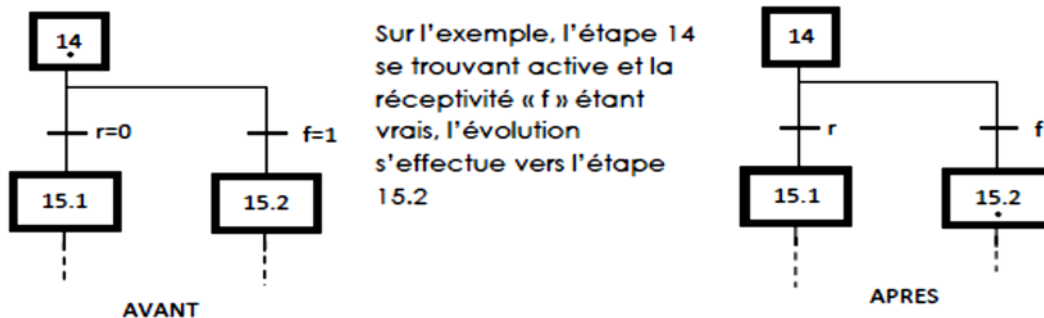 14
r=0
f=1
15.1
15.2
AVANT
Sur l'exemple, l'étape 14
se trouvant active et la
réceptivité « f » étant
vrais, l'évolution
s'effectue vers l'étape
15.2
14
r
f
15.1
15.2
APRES